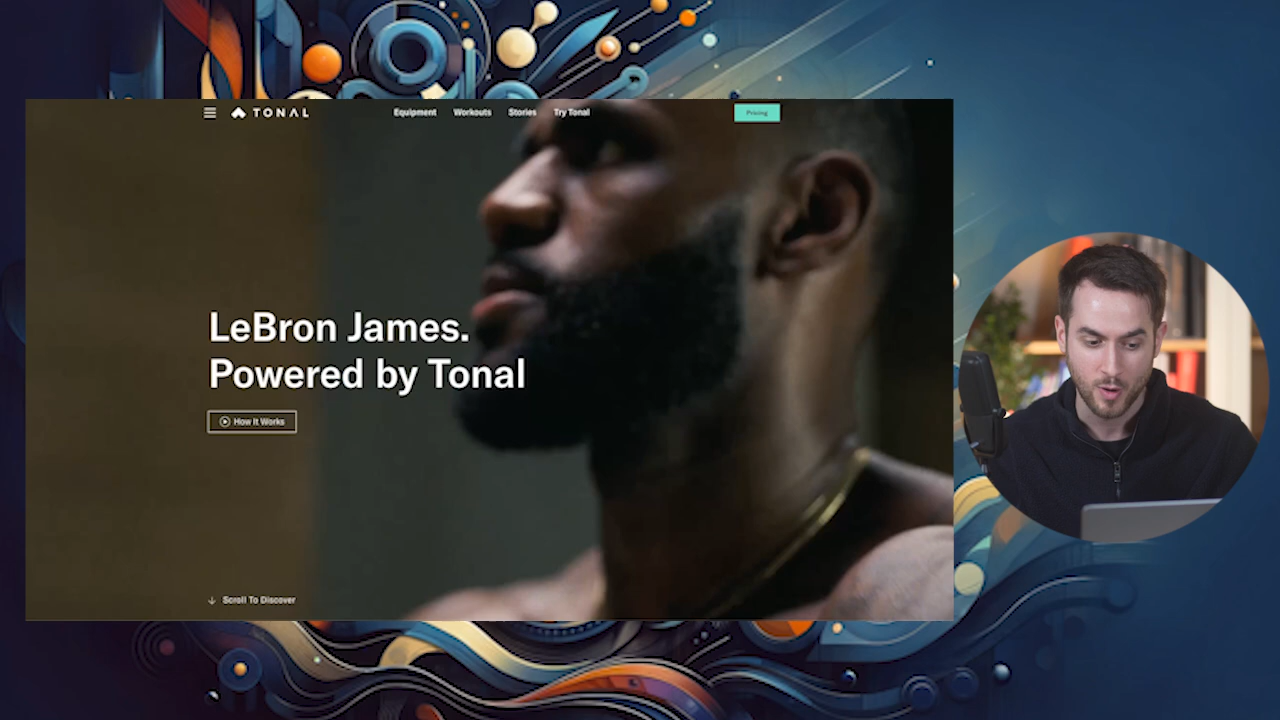 TONAL
Equipment Workouts Stories Try Tonal
Pricing
LeBron James.
Powered by Tonal
How It Works
Scroll To Discover